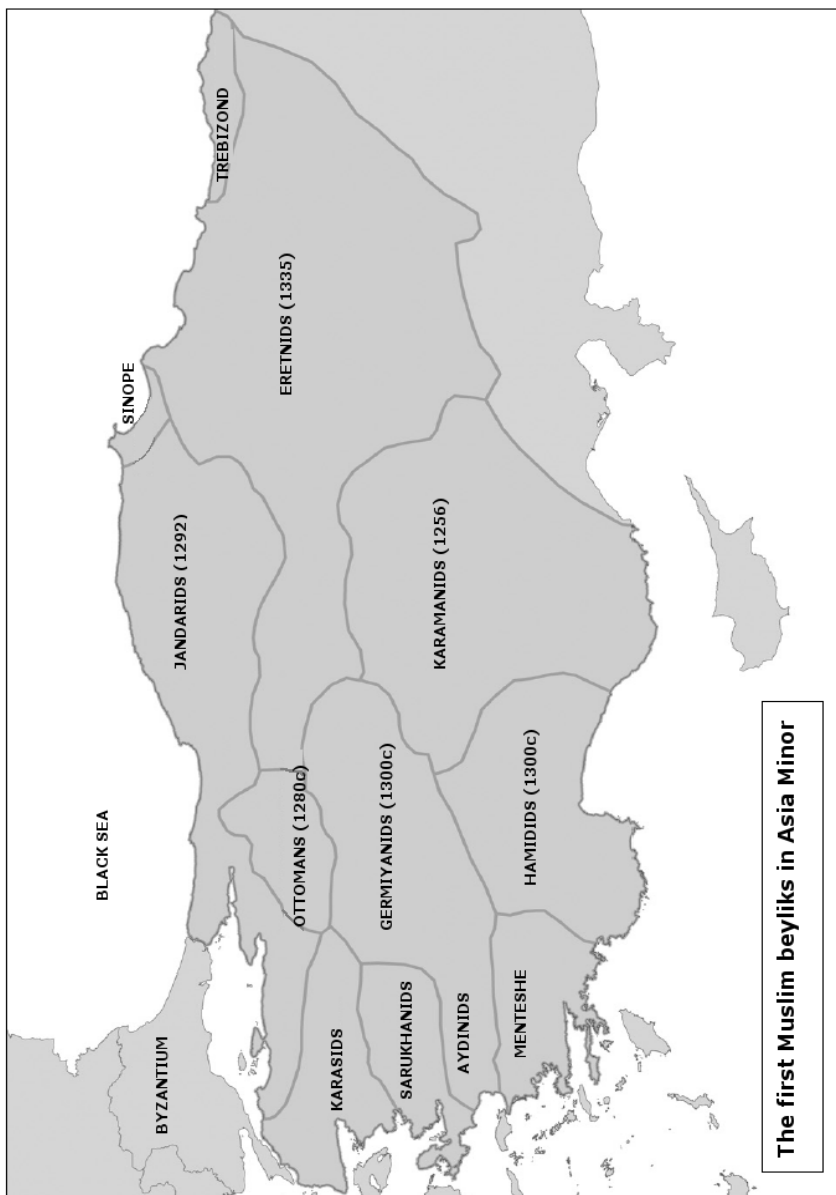 BLACK SEA
SINOPE
TREBIZOND
BYZANTIUM
JANDARIDS (1292)
ERETNIDS (1335)
OTTOMANS (1280c)
KARASIDS
GERMIYANIDS (1300c)
SARUKHANIDS
KARAMANIDS (1256)
AYDINIDS
MENTESHE
HAMIDIDS (1300c)
The first Muslim beyliks in Asia Minor